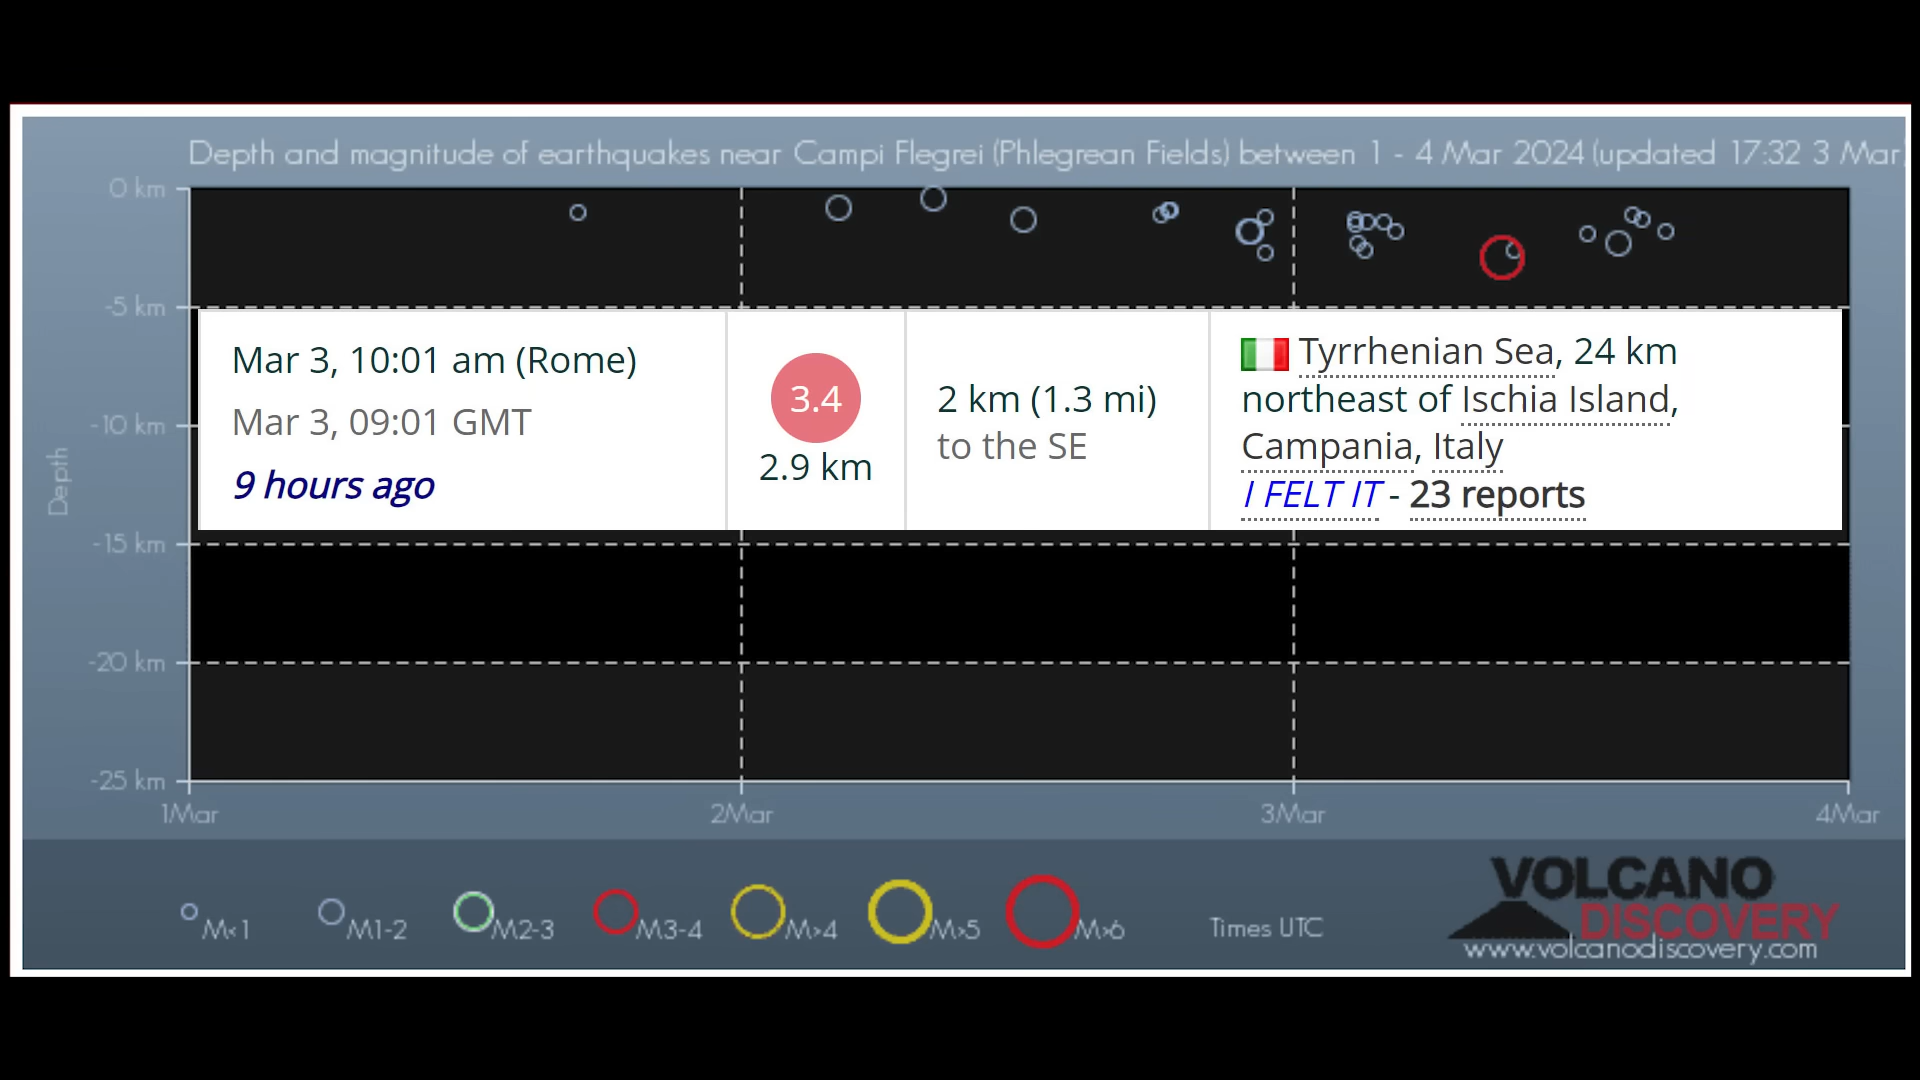 Depth and magnitude of earthquakes near Campi Flegrei (Phlegrean Fields) between 1 - 4 Mar 2024 (updated 17:32 3 Mar
0 km
-5 km
Mar 3, 10:01 am (Rome)
Mar 3, 09:01 GMT
9 hours ago
3.4
2.9 km
2 km (1.3 mi)
to the SE
Tyrrhenian Sea, 24 km
northeast of Ischia Island,
Campania, Italy
I FELT IT - 23 reports
-10 km
Depth
-15 km
-20 km
-25 km
1Mar 2Mar 3Mar 4Mar
M<1 M1-2 M2-3 M3-4 M>4 M>5 M>6 Times UTC
VOLCANO
DISCOVERY
www.volcanodiscovery.com